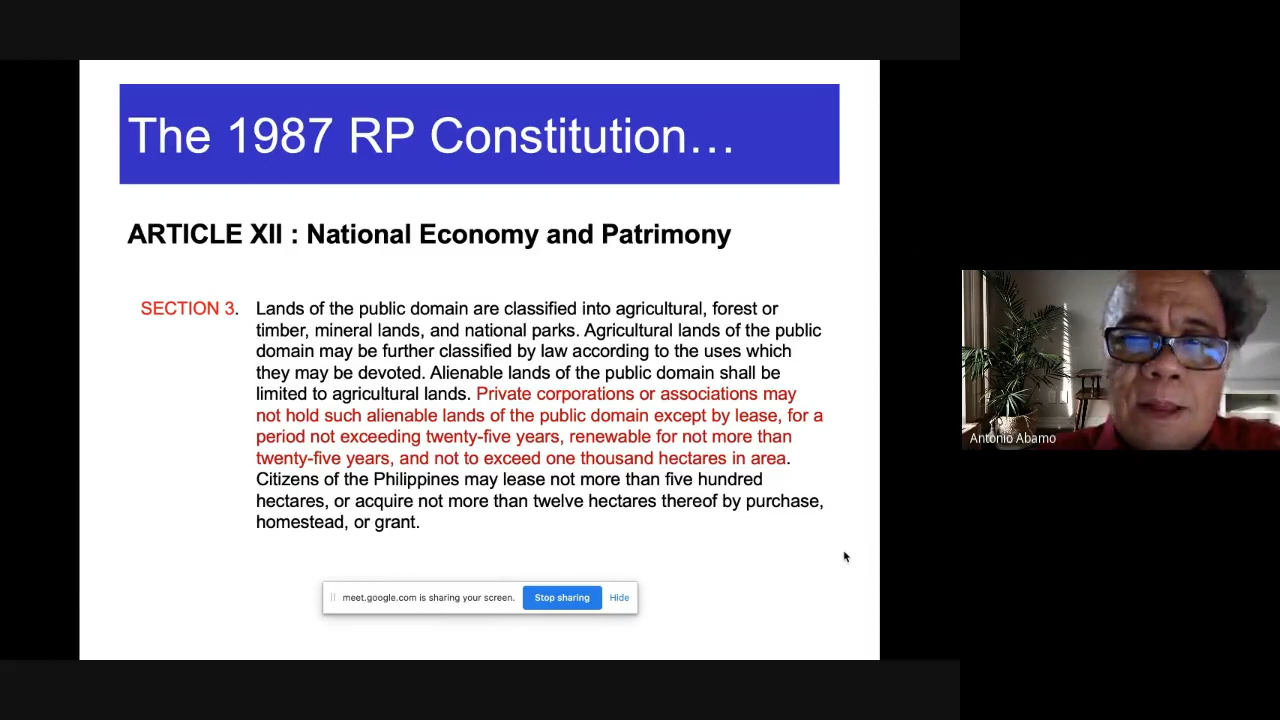 The 1987 RP Constitution…
ARTICLE XII : National Economy and Patrimony
SECTION 3. Lands of the public domain are classified into agricultural, forest or
timber, mineral lands, and national parks. Agricultural lands of the public
domain may be further classified by law according to the uses which
they may be devoted. Alienable lands of the public domain shall be
limited to agricultural lands. Private corporations or associations may
not hold such alienable lands of the public domain except by lease, for a
period not exceeding twenty-five years, renewable for not more than
twenty-five years, and not to exceed one thousand hectares in area.
Citizens of the Philippines may lease not more than five hundred
hectares, or acquire not more than twelve hectares thereof by purchase,
homestead, or grant.
meet.google.com is sharing your screen. Stop sharing Hide
Antonio Abamo